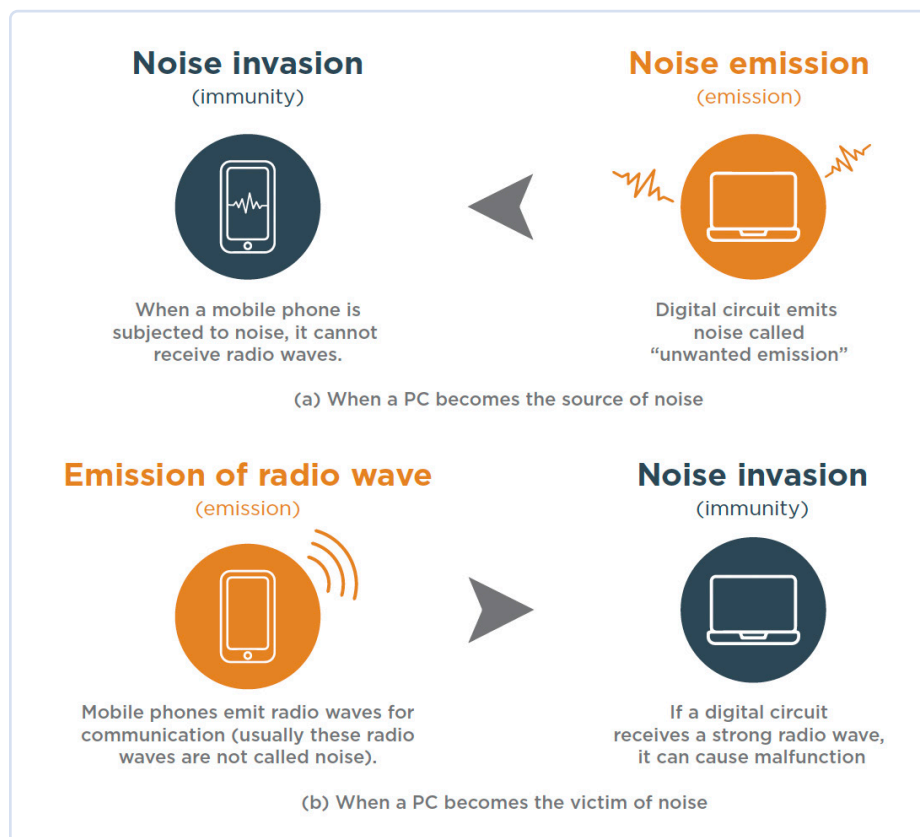 Noise invasion
(immunity)
When a mobile phone is
subjected to noise, it cannot
receive radio waves.
Noise emission
(emission)
Digital circuit emits
noise called
“unwanted emission”
(a) When a PC becomes the source of noise
Emission of radio wave
(emission)
Mobile phones emit radio waves for
communication (usually these radio
waves are not called noise).
Noise invasion
(immunity)
If a digital circuit
receives a strong radio wave,
it can cause malfunction
(b) When a PC becomes the victim of noise